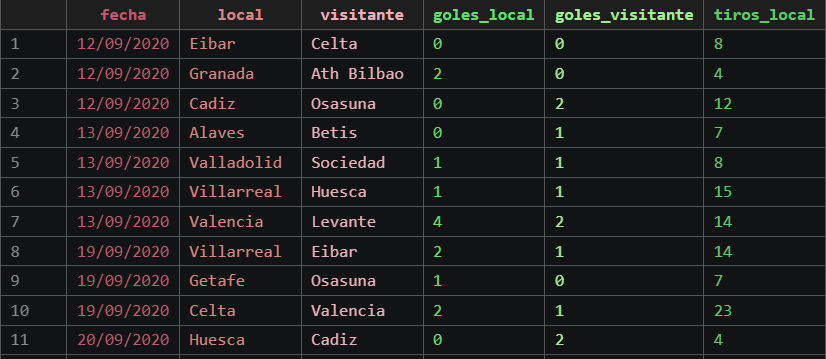 fecha local visitante goles_local goles_visitante tiros_local
1 12/09/2020 Eibar Celta 0 0 8
2 12/09/2020 Granada Ath Bilbao 2 0 4
3 12/09/2020 Cadiz Osasuna 0 2 12
4 13/09/2020 Alaves Betis 0 1 7
5 13/09/2020 Valladolid Sociedad 1 1 8
6 13/09/2020 Villarreal Huesca 1 1 15
7 13/09/2020 Valencia Levante 4 2 14
8 19/09/2020 Villarreal Eibar 2 1 14
9 19/09/2020 Getafe Osasuna 1 0 7
10 19/09/2020 Celta Valencia 2 1 23
11 20/09/2020 Huesca Cadiz 0 2 4